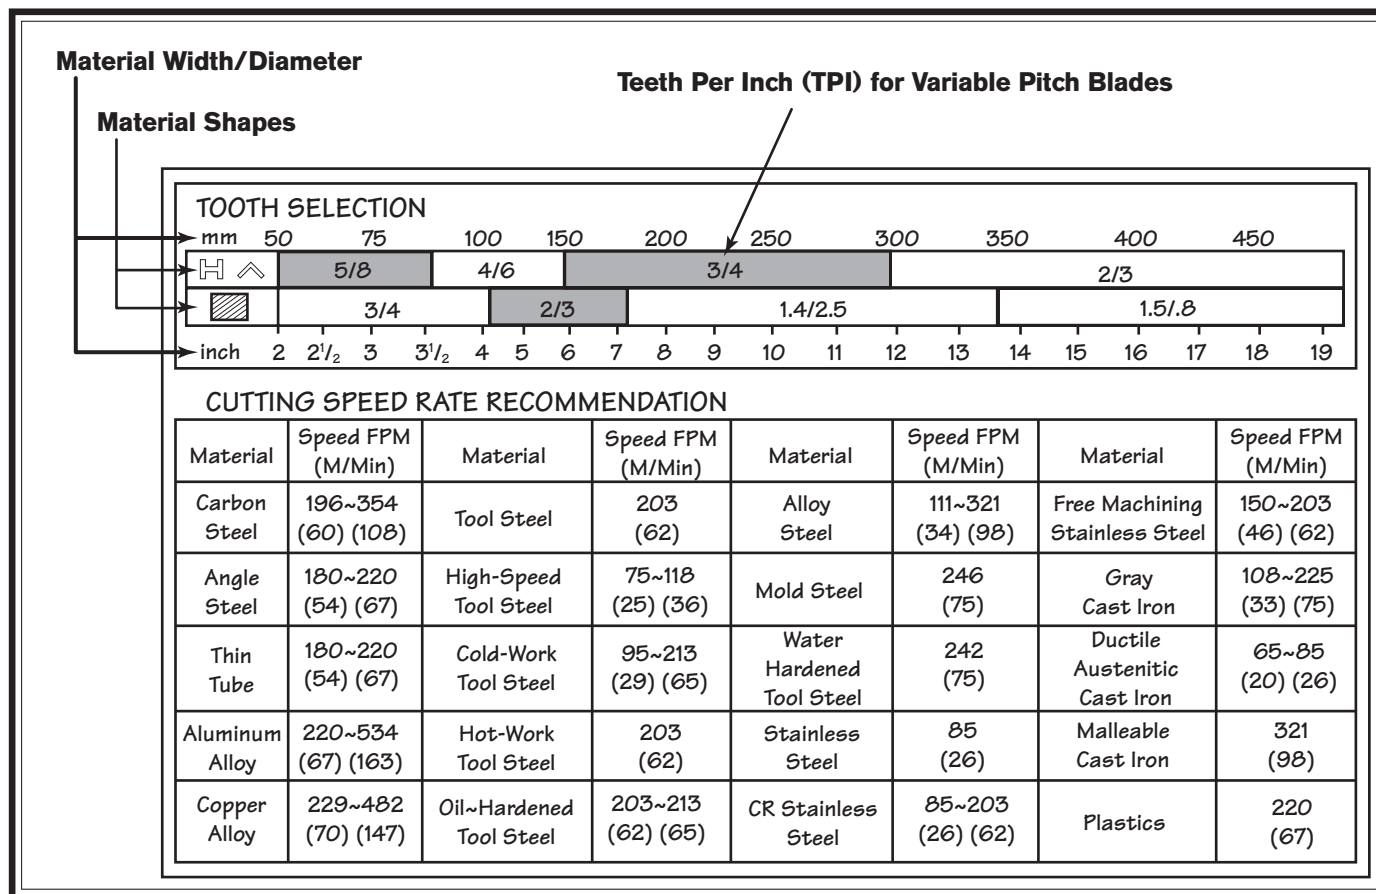 Material Width/Diameter
Teeth Per Inch (TPI) for Variable Pitch Blades
Material Shapes
TOOTH SELECTION
mm 50 75 100 150 200 250 300 350 400 450
5/8 4/6 3/4 2/3
3/4 2/3 1.4/2.5 1.5/.8
inch 2 2 1/2 3 3 1/2 4 5 6 7 8 9 10 11 12 13 14 15 16 17 18 19
CUTTING SPEED RATE RECOMMENDATION
Material Speed FPM (M/Min) Material Speed FPM (M/Min) Material Speed FPM (M/Min) Material Speed FPM (M/Min)
Carbon Steel 196~354 (60) (108) Tool Steel 203 (62) Alloy Steel 111~321 (34) (98) Free Machining Stainless Steel 150~203 (46) (62)
Angle Steel 180~220 (54) (67) High-Speed Tool Steel 75~118 (25) (36) Mold Steel 246 (75) Gray Cast Iron 108~225 (33) (75)
Thin Tube 180~220 (54) (67) Cold-Work Tool Steel 95~213 (29) (65) Water Hardened Tool Steel 242 (75) Ductile Austenitic Cast Iron 65~85 (20) (26)
Aluminum Alloy 220~534 (67) (163) Hot-Work Tool Steel 203 (62) Stainless Steel 85 (26) Malleable Cast Iron 321 (98)
Copper Alloy 229~482 (70) (147) Oil~Hardened Tool Steel 203~213 (62) (65) CR Stainless Steel 85~203 (26) (62) Plastics 220 (67)